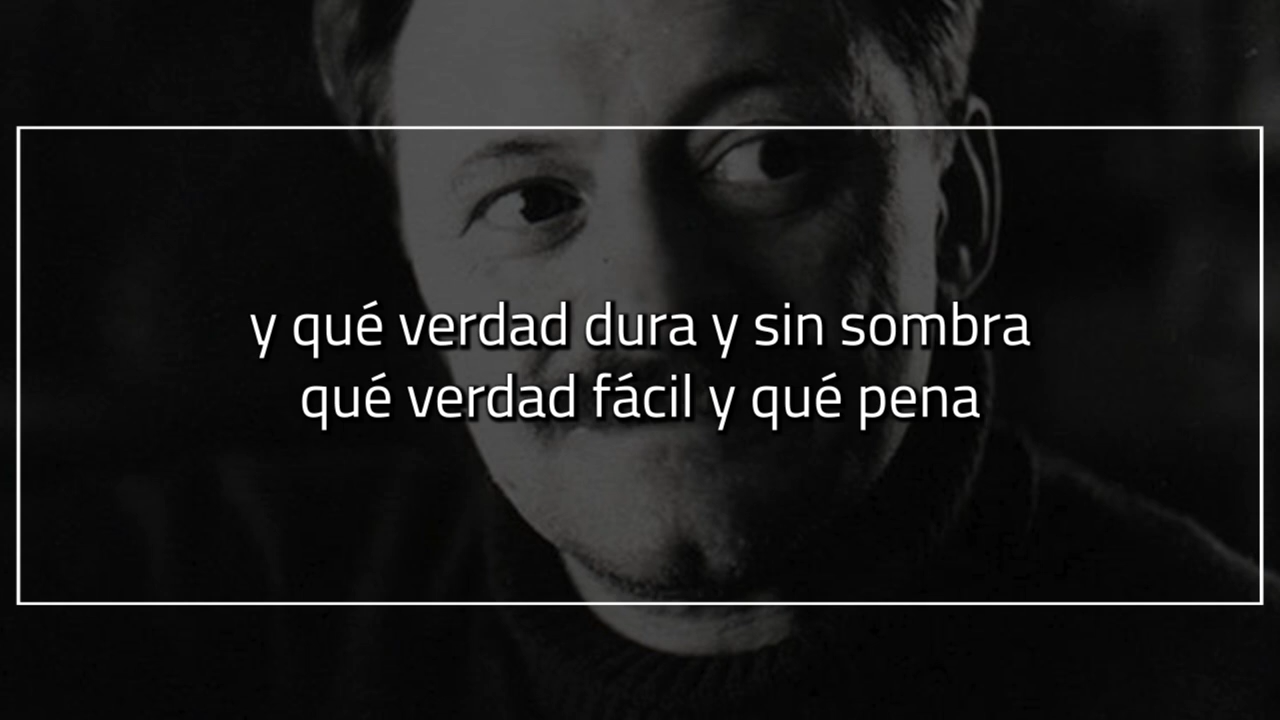 y qué verdad dura y sin sombra
qué verdad fácil y qué pena